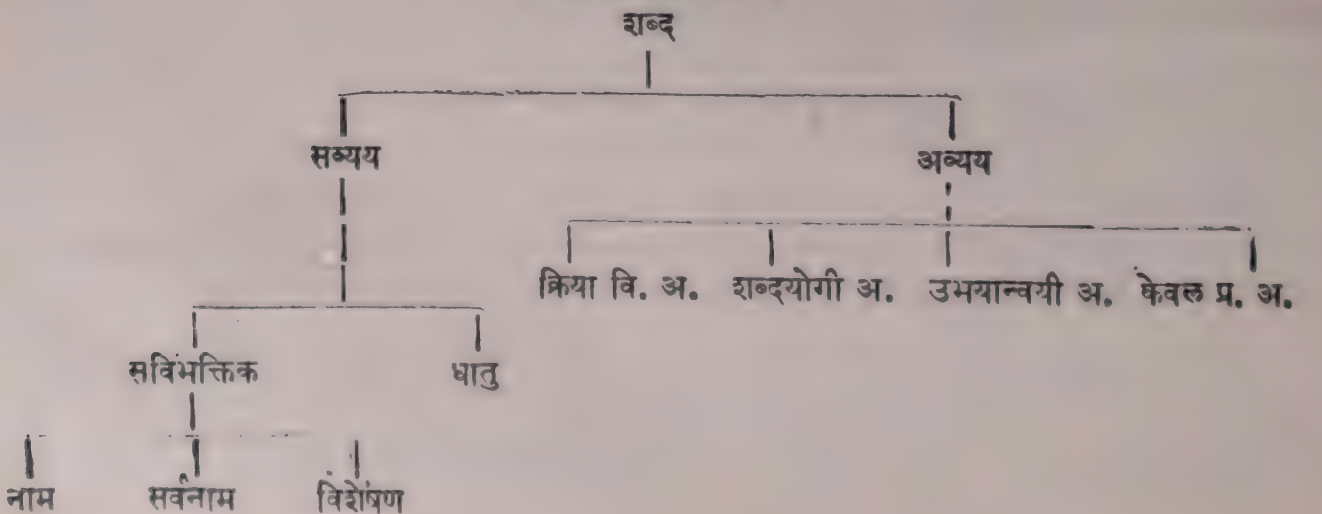 शब्द
सव्यय अव्यय
क्रिया वि. अ. शब्दयोगी अ. उभयान्वयी अ. केवल प्र. अ.
सविभक्तिक धातु
नाम सर्वनाम विशेषण